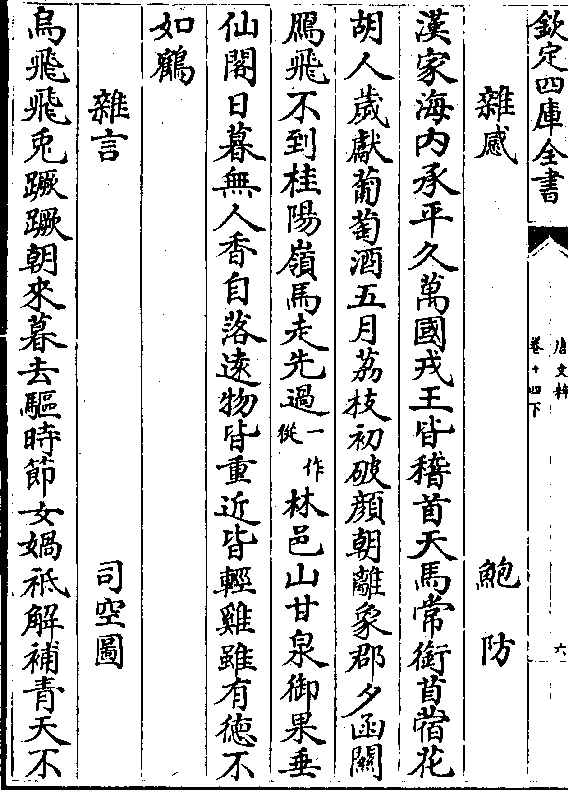 欽定四庫全書
唐文粹
卷十四下
六
雜感 鮑防
漢家海內承平久萬國戎王皆稽首天馬常銜苜蓿花
胡人歲獻葡萄酒五月荔枝初破顏朝離象郡夕函關
鴈飛不到桂陽嶺馬走先過一作從林邑山甘泉御果垂
仙閣日暮無人香自落逺物皆重近皆輕雞雖有德不
如鶴
雜言 司空圖
烏飛飛兎蹶蹶朝來暮去驅時節女媧祗解補青天不